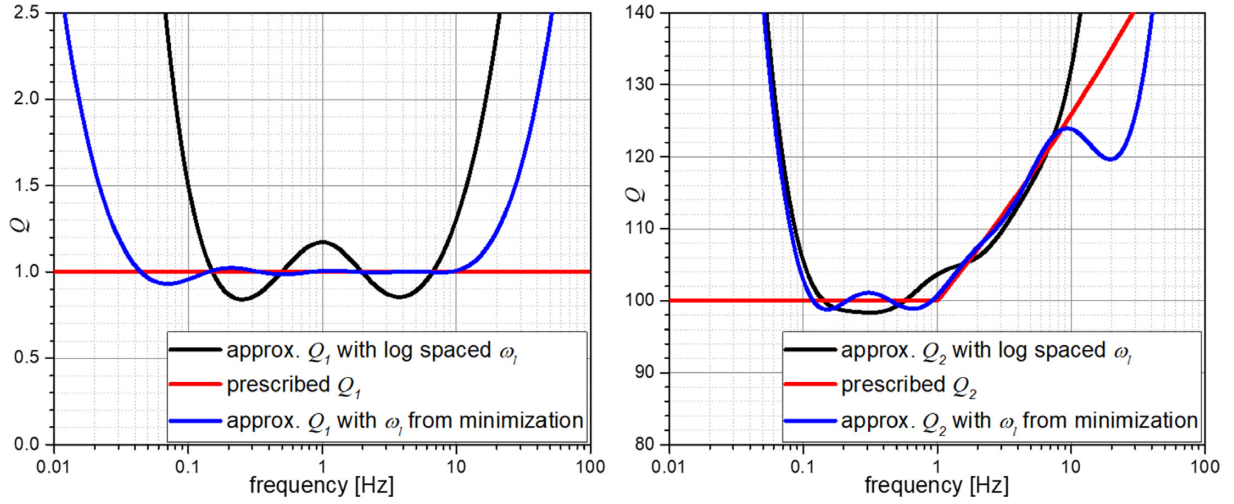 2.5
2.0
1.5
1.0
0.5
0.0
Q
0.01
0.1
1
10
100
frequency [Hz]
approx. Q₁ with log spaced ωₗ
prescribed Q₁
approx. Q₁ with ωₗ from minimization
140
130
120
110
100
90
80
Q
0.01
0.1
1
10
100
frequency [Hz]
approx. Q₂ with log spaced ωₗ
prescribed Q₂
approx. Q₂ with ωₗ from minimization